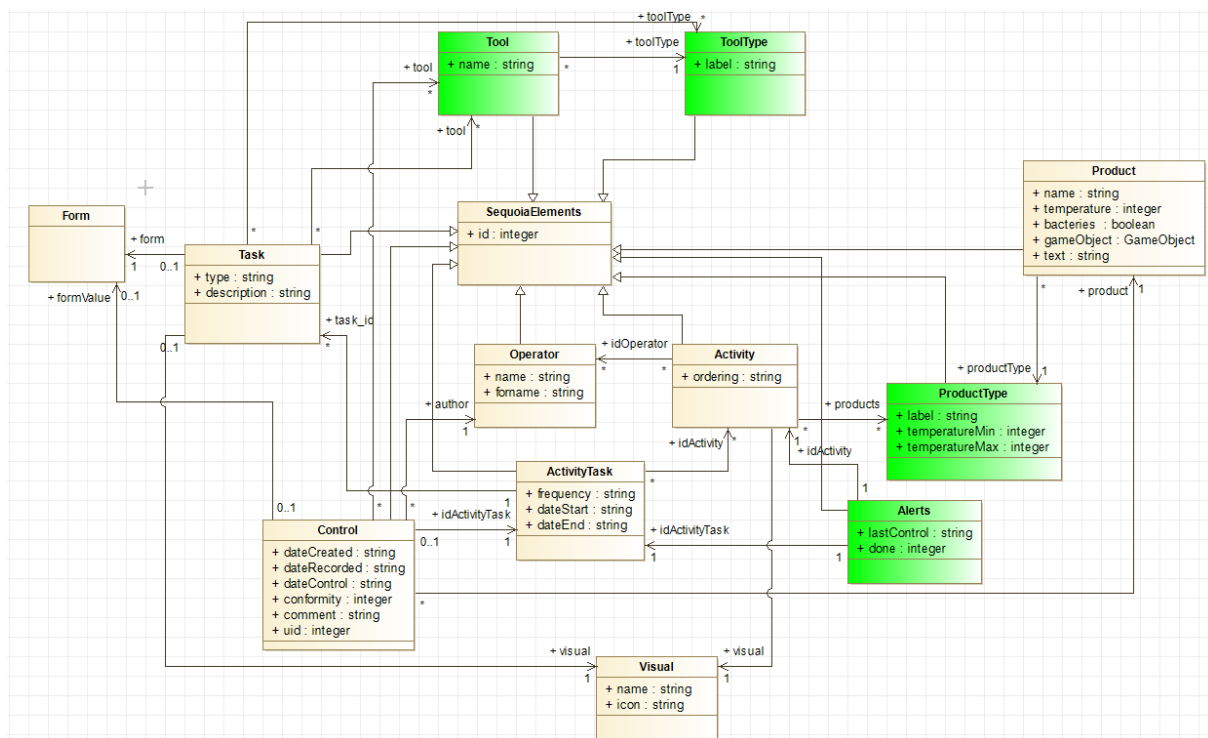 + toolType
*
Tool
+ name : string
+ toolType
*
1
ToolType
+ label : string
+ tool
*
+ tool
*
Product
+ name : string
+ temperature : integer
+ bacteries : boolean
+ gameObject : GameObject
+ text : string
Form
SequoiaElements
+ id : integer
*
*
+ form
1
0..1
Task
+ type : string
+ description : string
+ formValue
0..1
+ product
1
*
+ task_id
*
0..1
Operator
+ name : string
+ forname : string
+ idOperator
*
*
Activity
+ ordering : string
+ productType
1
ProductType
+ label : string
+ temperatureMin : integer
+ temperatureMax : integer
+ author
1
+ products
*
*
+ idActivity
*
1
+ idActivity
1
ActivityTask
+ frequency : string
+ dateStart : string
+ dateEnd : string
*
1
0..1
*
*
Control
+ dateCreated : string
+ dateRecorded : string
+ dateControl : string
+ conformity : integer
+ comment : string
+ uid : integer
+ idActivityTask
0..1
1
+ idActivityTask
1
1
Alerts
+ lastControl : string
+ done : integer
*
+ visual
1
+ visual
1
Visual
+ name : string
+ icon : string